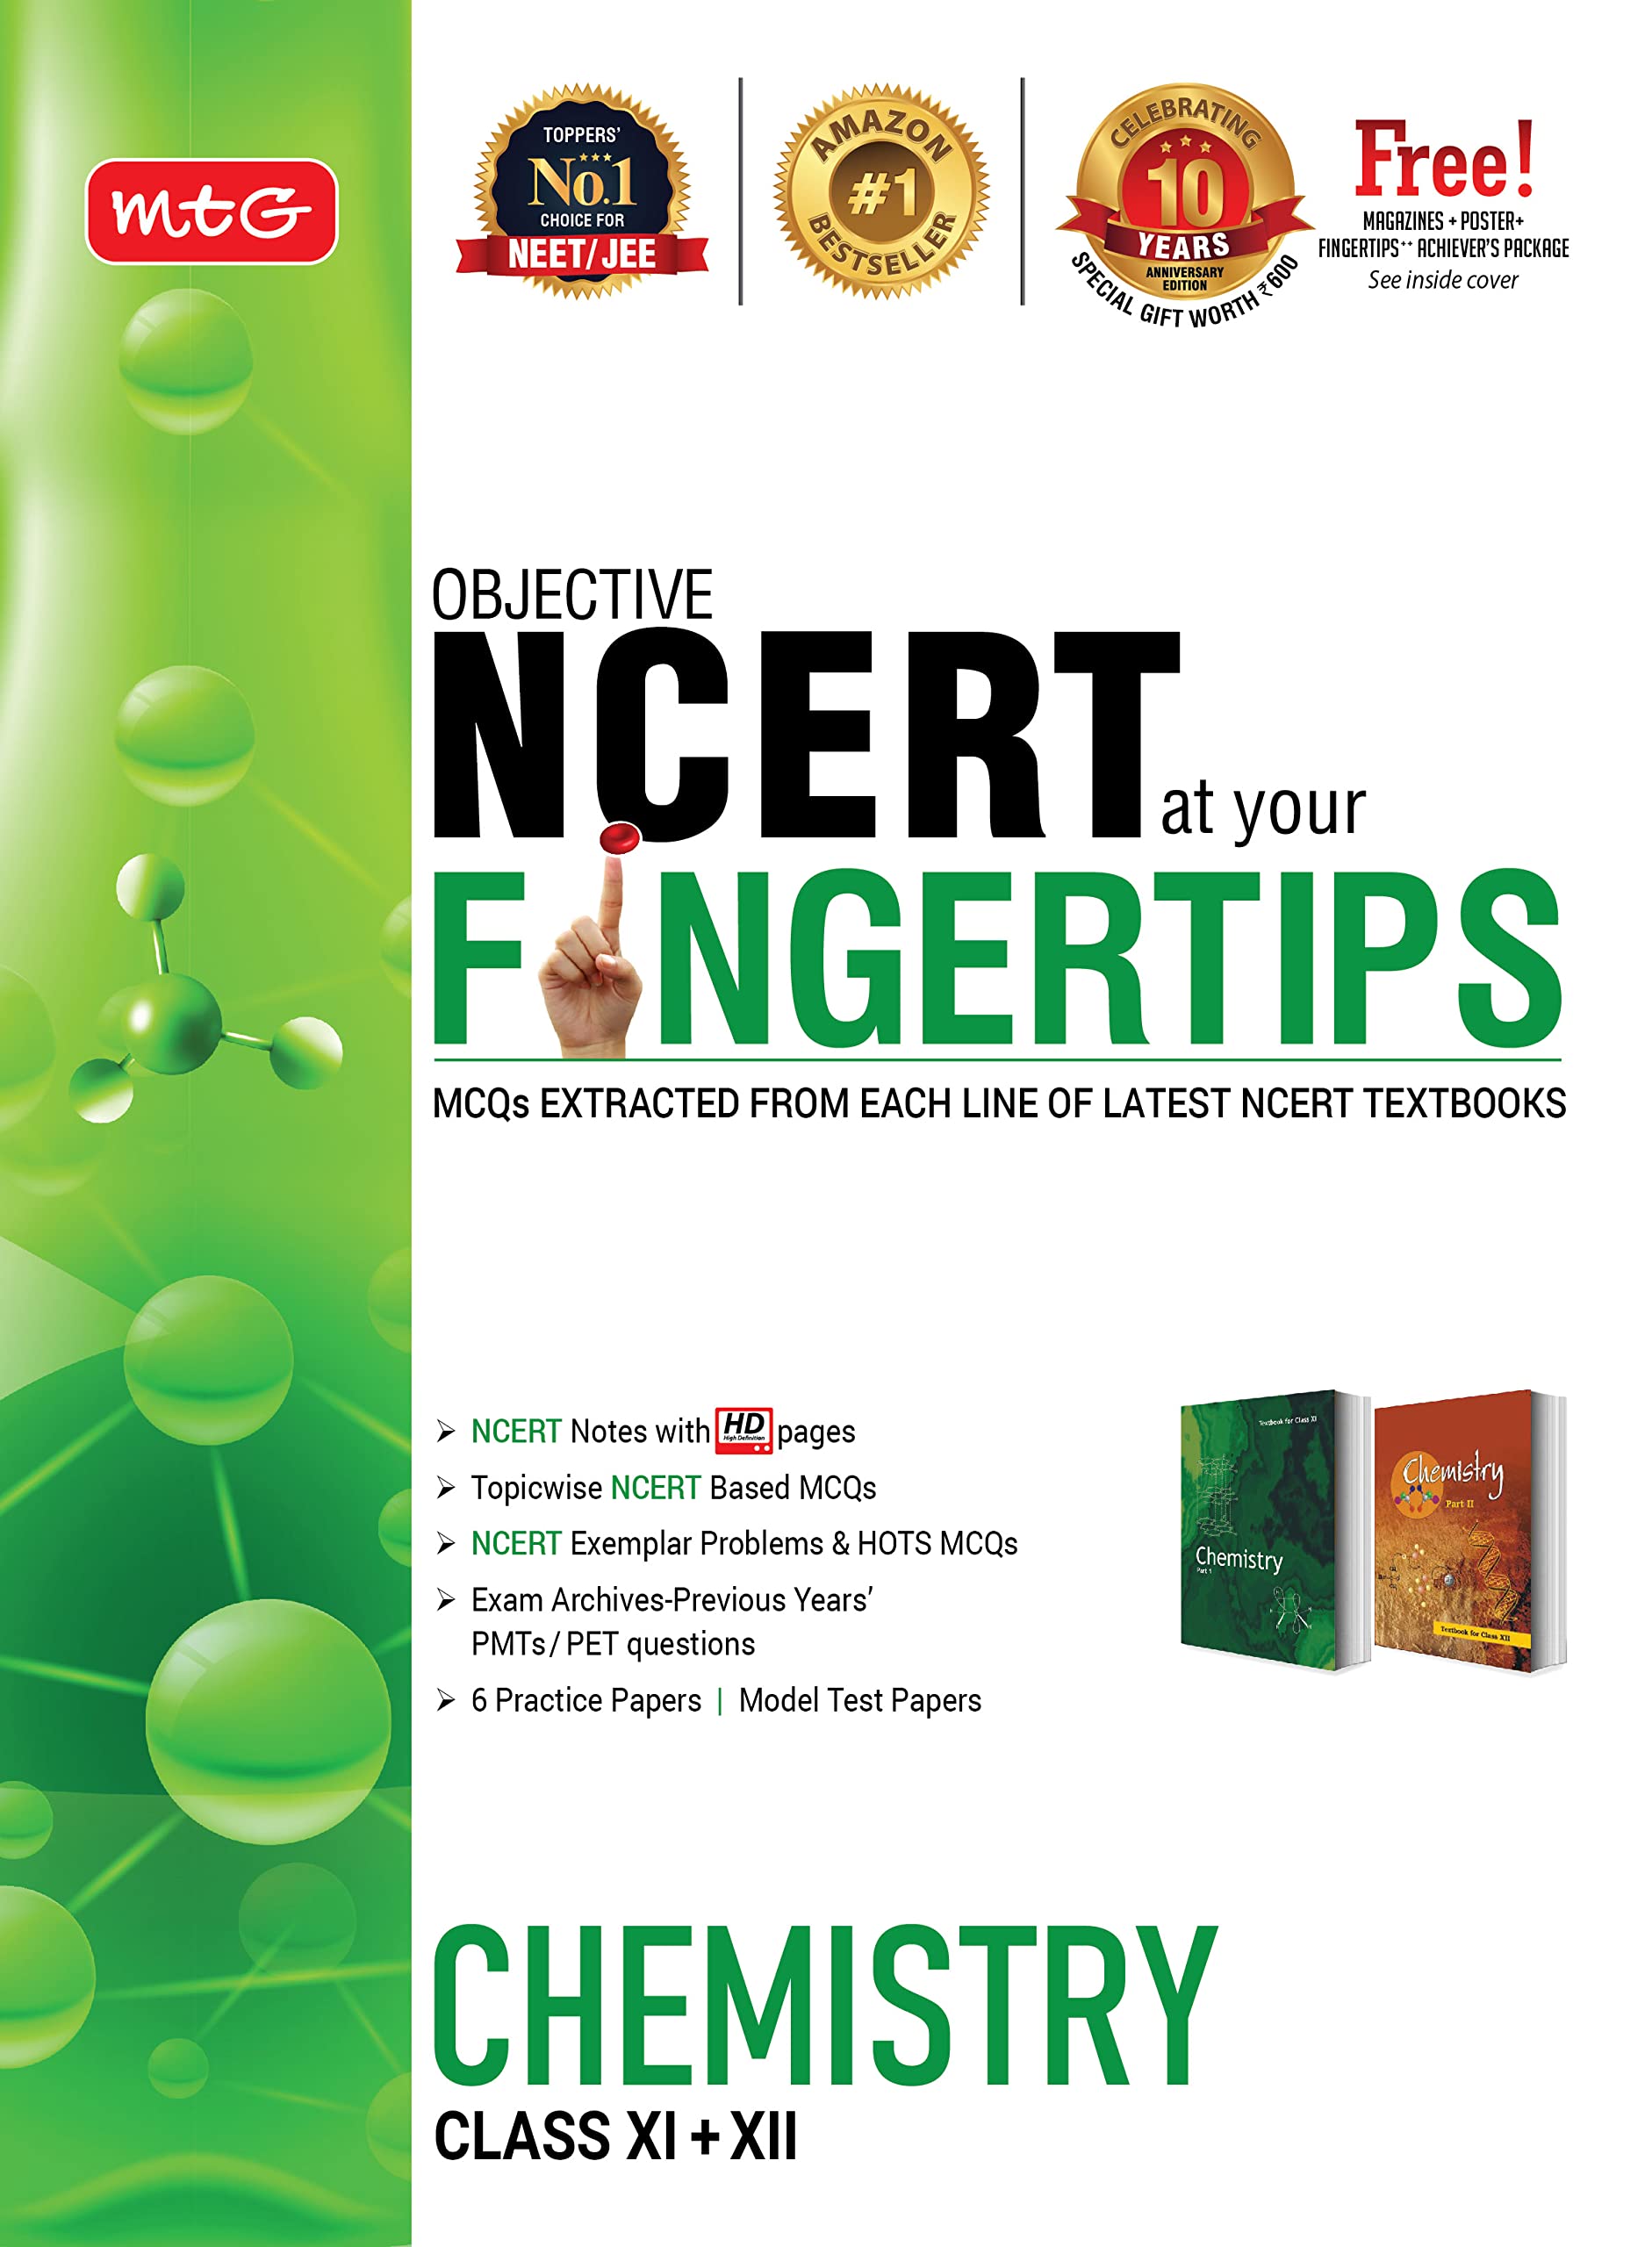 mtG
TOPPERS'
No.1
CHOICE FOR
NEET/JEE
AMAZON
#1
BESTSELLER
CELEBRATING
10
YEARS
ANNIVERSARY
EDITION
SPECIAL GIFT WORTH ₹ 600
Free!
MAGAZINES + POSTER+
FINGERTIPS++ ACHIEVER'S PACKAGE
See inside cover
OBJECTIVE
NCERT at your
FINGERTIPS
MCQs EXTRACTED FROM EACH LINE OF LATEST NCERT TEXTBOOKS
➢ NCERT Notes with HD High Definition pages
➢ Topicwise NCERT Based MCQs
➢ NCERT Exemplar Problems & HOTS MCQs
➢ Exam Archives-Previous Years'
PMTs / PET questions
➢ 6 Practice Papers | Model Test Papers
Textbook for Class XI
Chemistry
Part I
Chemistry
Part II
Textbook for Class XII
CHEMISTRY
CLASS XI + XII